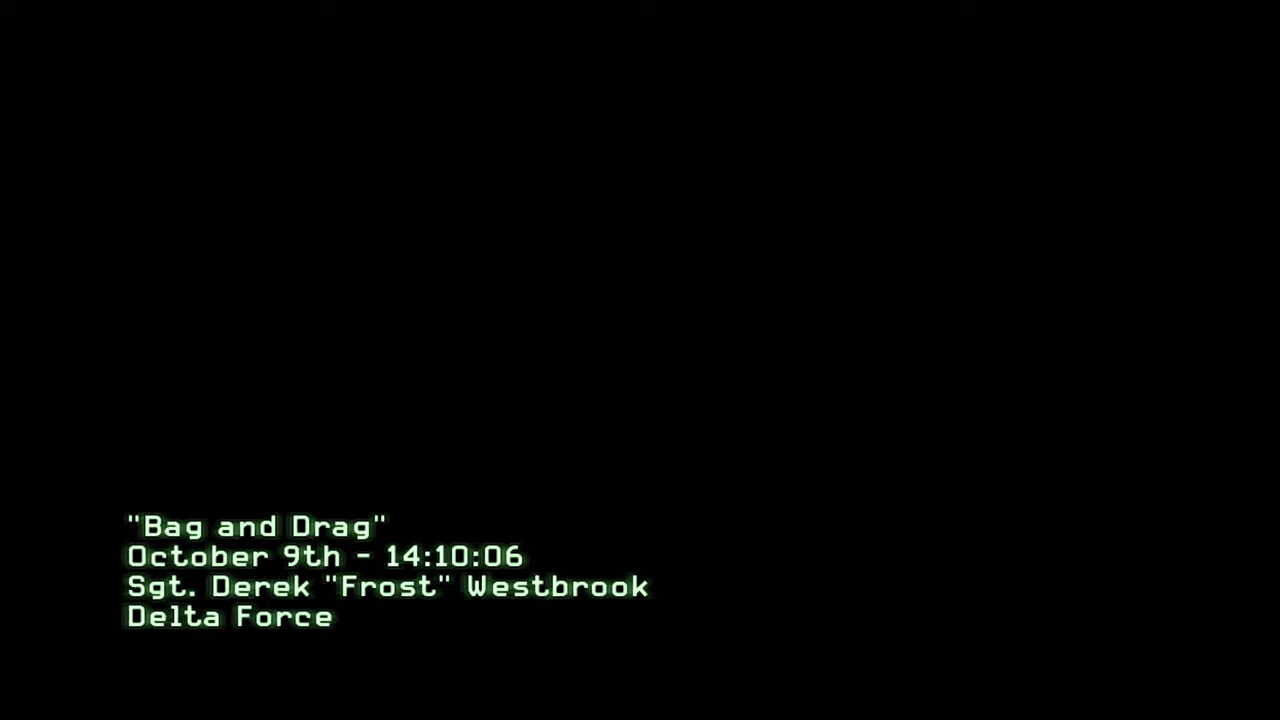 "Bag and Drag"
October 9th - 14:10:06
Sgt. Derek "Frost" Westbrook
Delta Force